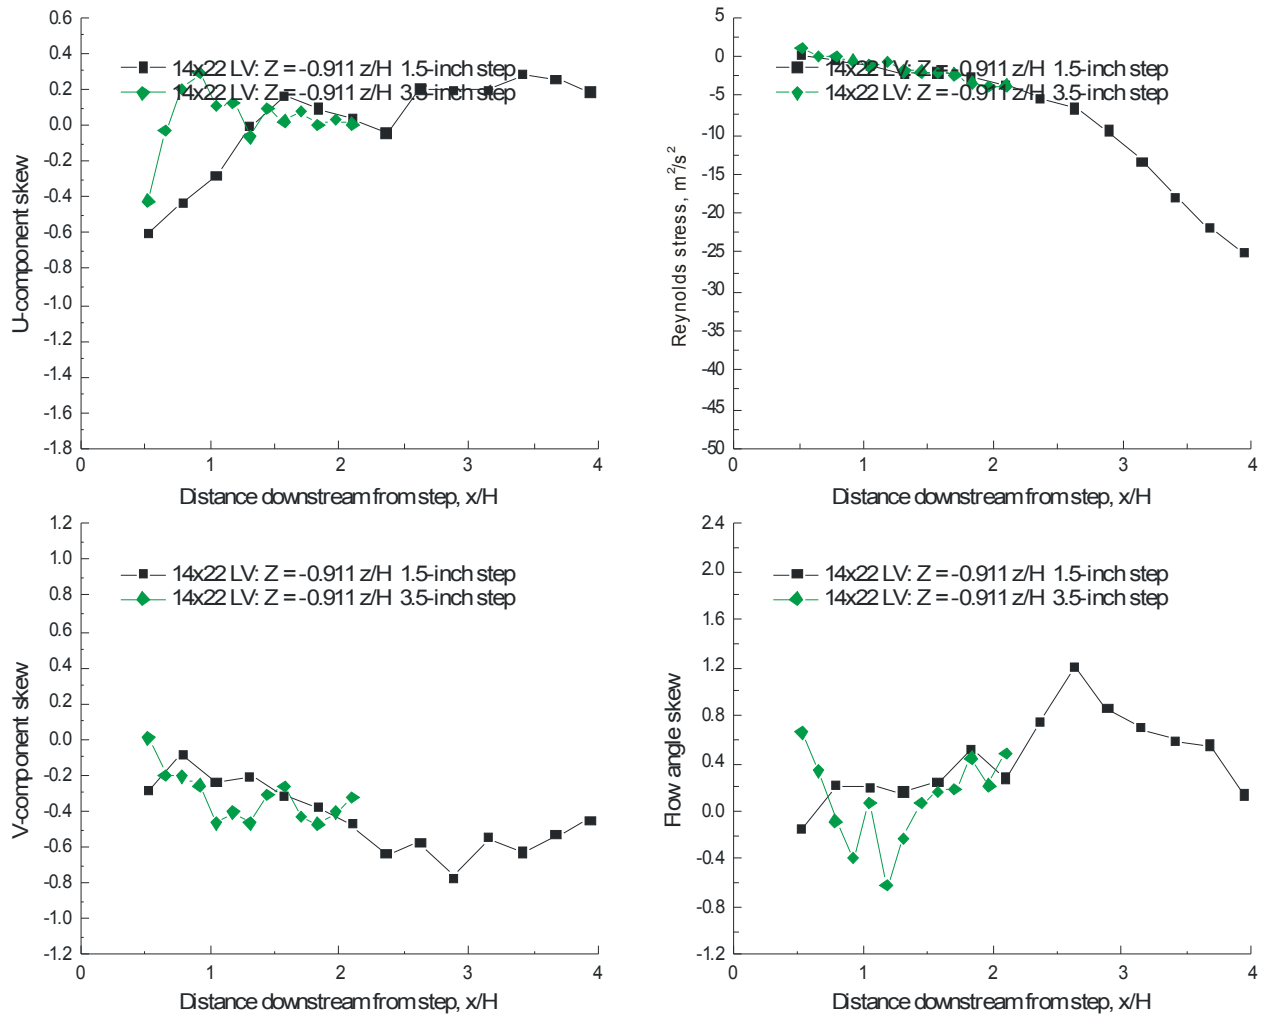 0.6
0.4
0.2
0.0
-0.2
-0.4
-0.6
-0.8
-1.0
-1.2
-1.4
-1.6
-1.8
U-component skew
14x22 LV: Z = -0.911 z/H 1.5-inch step
14x22 LV: Z = -0.911 z/H 3.5-inch step
0 1 2 3 4
Distance downstream from step, x/H
5
0
-5
-10
-15
-20
-25
-30
-35
-40
-45
-50
Reynolds stress, m²/s²
14x22 LV: Z = -0.911 z/H 1.5-inch step
14x22 LV: Z = -0.911 z/H 3.5-inch step
0 1 2 3 4
Distance downstream from step, x/H
1.2
1.0
0.8
0.6
0.4
0.2
0.0
-0.2
-0.4
-0.6
-0.8
-1.0
-1.2
V-component skew
14x22 LV: Z = -0.911 z/H 1.5-inch step
14x22 LV: Z = -0.911 z/H 3.5-inch step
0 1 2 3 4
Distance downstream from step, x/H
2.4
2.0
1.6
1.2
0.8
0.4
0.0
-0.4
-0.8
-1.2
Flow angle skew
14x22 LV: Z = -0.911 z/H 1.5-inch step
14x22 LV: Z = -0.911 z/H 3.5-inch step
0 1 2 3 4
Distance downstream from step, x/H